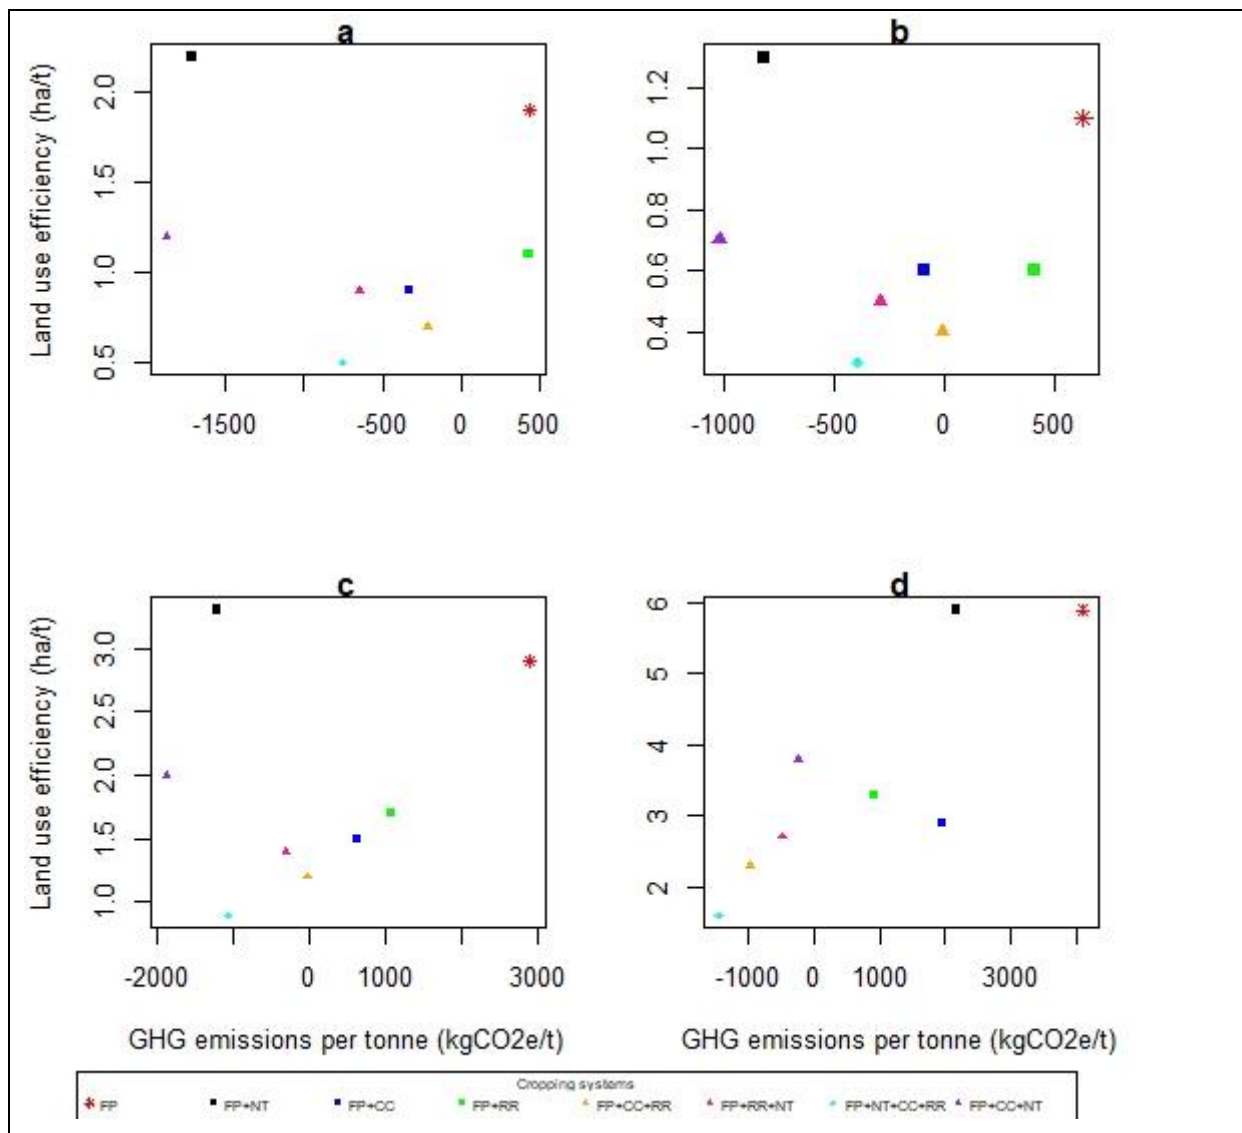 a
b
Land use efficiency (ha/t)
2.0
1.5
1.0
0.5
-1500
-500
0
500
1.2
1.0
0.8
0.6
0.4
-1000
-500
0
500
c
d
Land use efficiency (ha/t)
3.0
2.5
2.0
1.5
1.0
-2000
0
1000
3000
6
5
4
3
2
-1000
0
1000
3000
GHG emissions per tonne (kgCO2e/t)
GHG emissions per tonne (kgCO2e/t)
Cropping systems
FP
FP+NT
FP+CC
FP+RR
FP+CC+RR
FP+RR+NT
FP+NT+CC+RR
FP+CC+NT